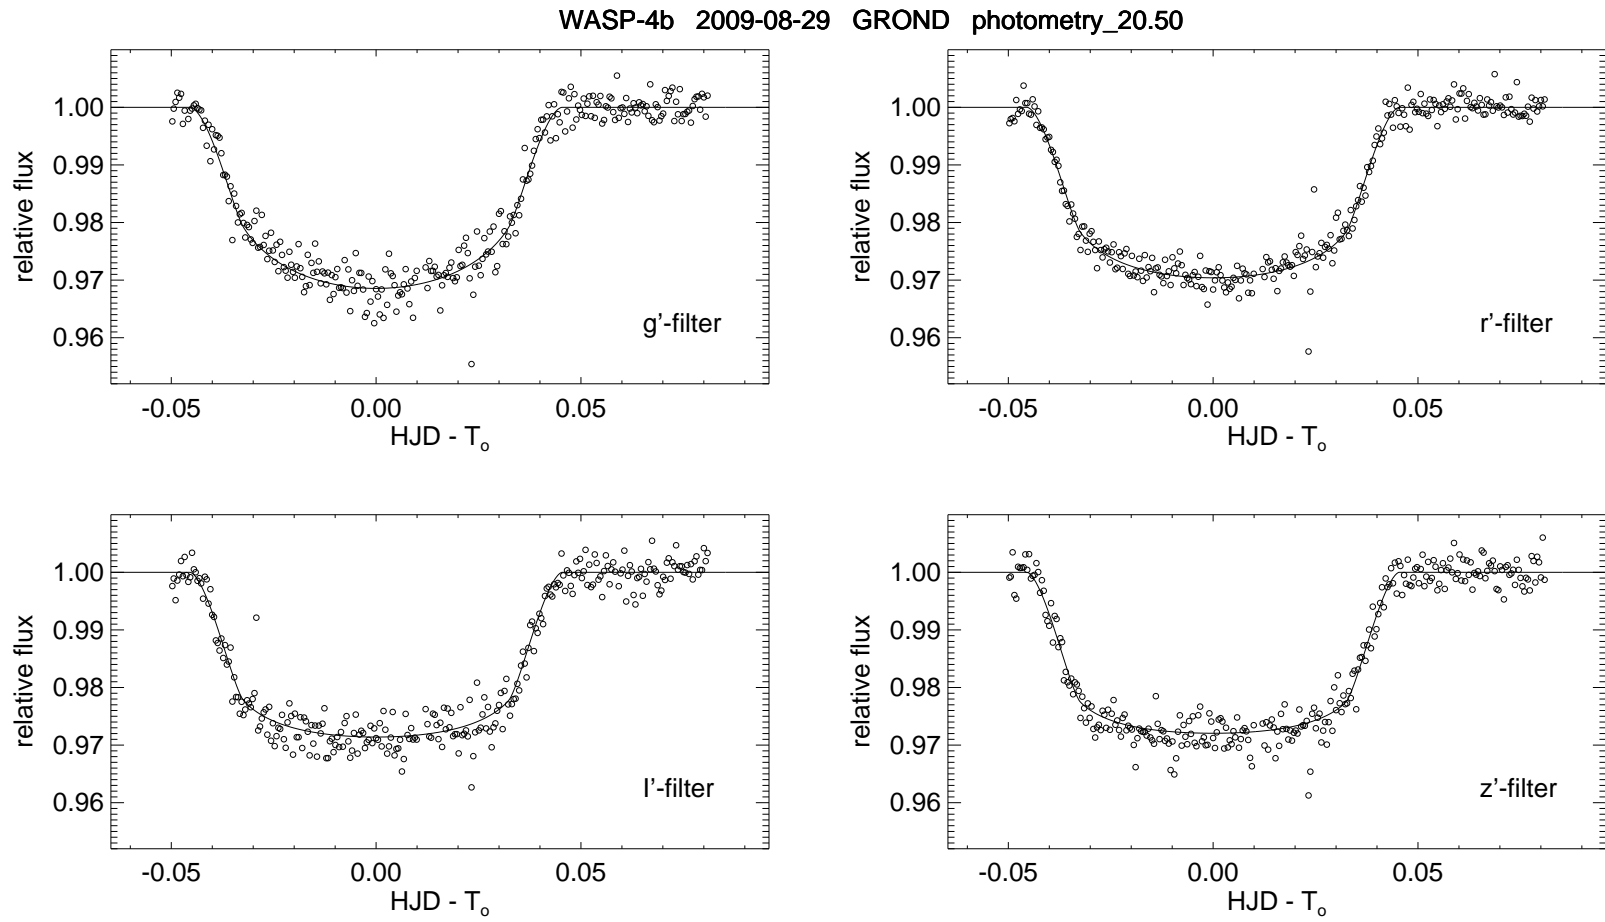 WASP-4b 2009-08-29 GROND photometry_20.50
relative flux
1.00
0.99
0.98
0.97
0.96
g'-filter
-0.05 0.00 0.05
HJD - To
relative flux
1.00
0.99
0.98
0.97
0.96
r'-filter
-0.05 0.00 0.05
HJD - To
relative flux
1.00
0.99
0.98
0.97
0.96
I'-filter
-0.05 0.00 0.05
HJD - To
relative flux
1.00
0.99
0.98
0.97
0.96
z'-filter
-0.05 0.00 0.05
HJD - To